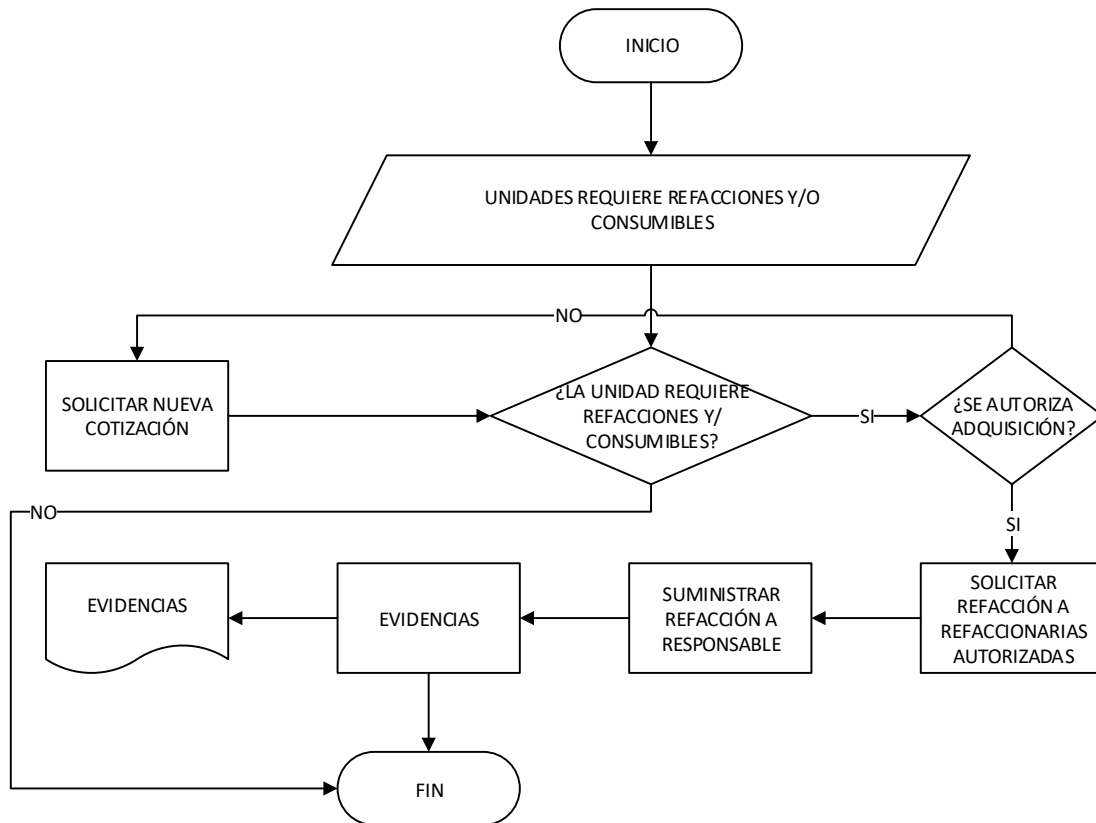 INICIO
UNIDADES REQUIERE REFACCIONES Y/O
CONSUMIBLES
NO
SOLICITAR NUEVA
COTIZACIÓN
¿LA UNIDAD REQUIERE
REFACCIONES Y/
CONSUMIBLES?
SI
¿SE AUTORIZA
ADQUISICIÓN?
NO
SI
EVIDENCIAS
EVIDENCIAS
SUMINISTRAR
REFACCIÓN A
RESPONSABLE
SOLICITAR
REFACCIÓN A
REFACCIONARIAS
AUTORIZADAS
FIN